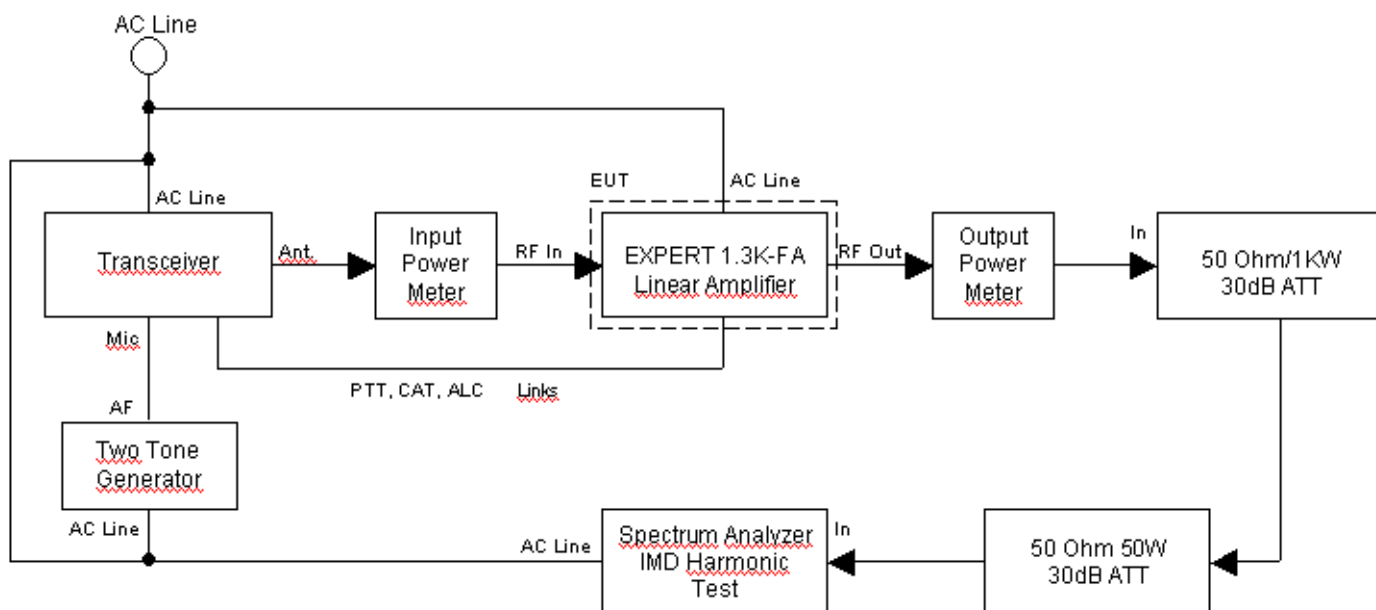 AC Line
AC Line
EUT
AC Line
Transceiver
Ant.
Input
Power
Meter
RF In
EXPERT 1.3K-FA
Linear Amplifier
RF Out
Output
Power
Meter
In
50 Ohm/1KW
30dB ATT
Mic
PTT, CAT, ALC Links
AF
Two Tone
Generator
AC Line
AC Line
Spectrum Analyzer
IMD Harmonic
Test
In
50 Ohm 50W
30dB ATT